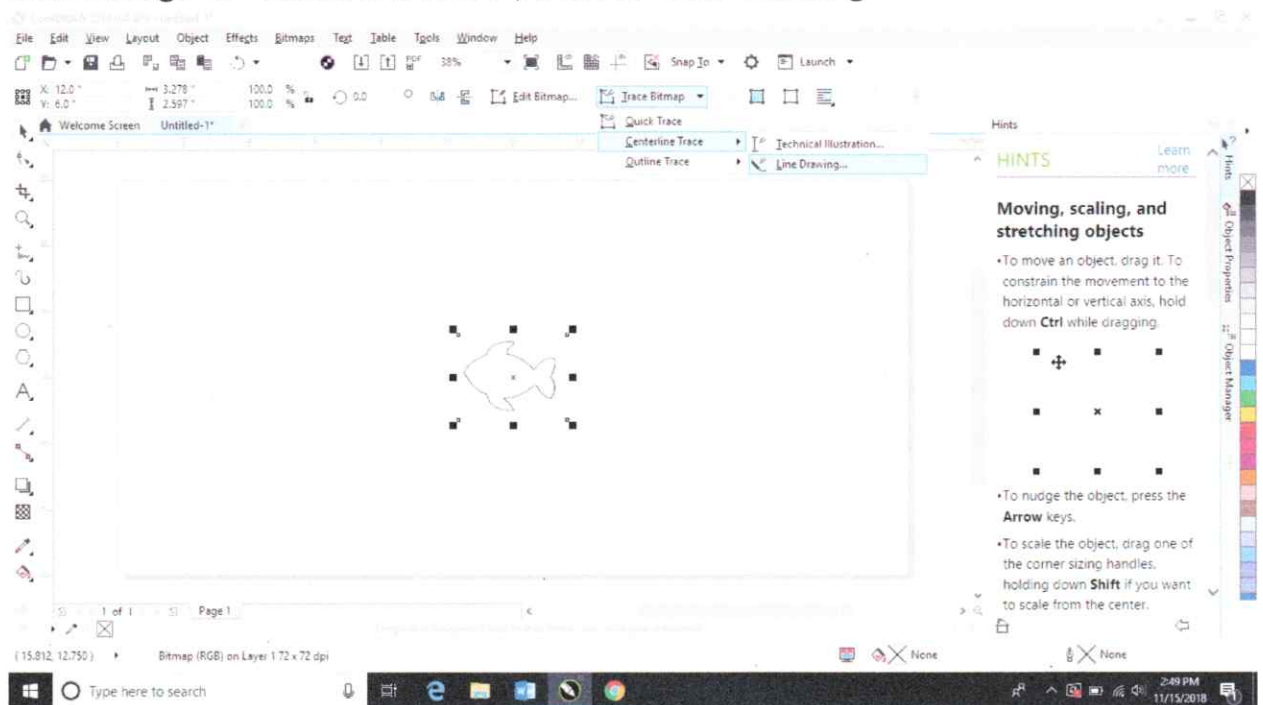 File Edit View Layout Object Effects Bitmaps Text Table Tools Window Help
PDF 38% Snap To Launch
X: 12.0 " 3.278 " 100.0 % 0.0 Edit Bitmap... Trace Bitmap
Y: 6.0 " 2.597 " 100.0 %
Welcome Screen Untitled-1*
Quick Trace
Centerline Trace
Outline Trace
Technical Illustration...
Line Drawing...
Hints
HINTS
Learn
more
Moving, scaling, and
stretching objects
•To move an object, drag it. To
constrain the movement to the
horizontal or vertical axis, hold
down Ctrl while dragging.
•To nudge the object, press the
Arrow keys.
•To scale the object, drag one of
the corner sizing handles,
holding down Shift if you want
to scale from the center.
Hints
Object Properties
Object Manager
1 of 1 Page 1
( 15.812, 12.750 ) Bitmap (RGB) on Layer 1 72 x 72 dpi None None
Type here to search
2:49 PM
11/15/2018